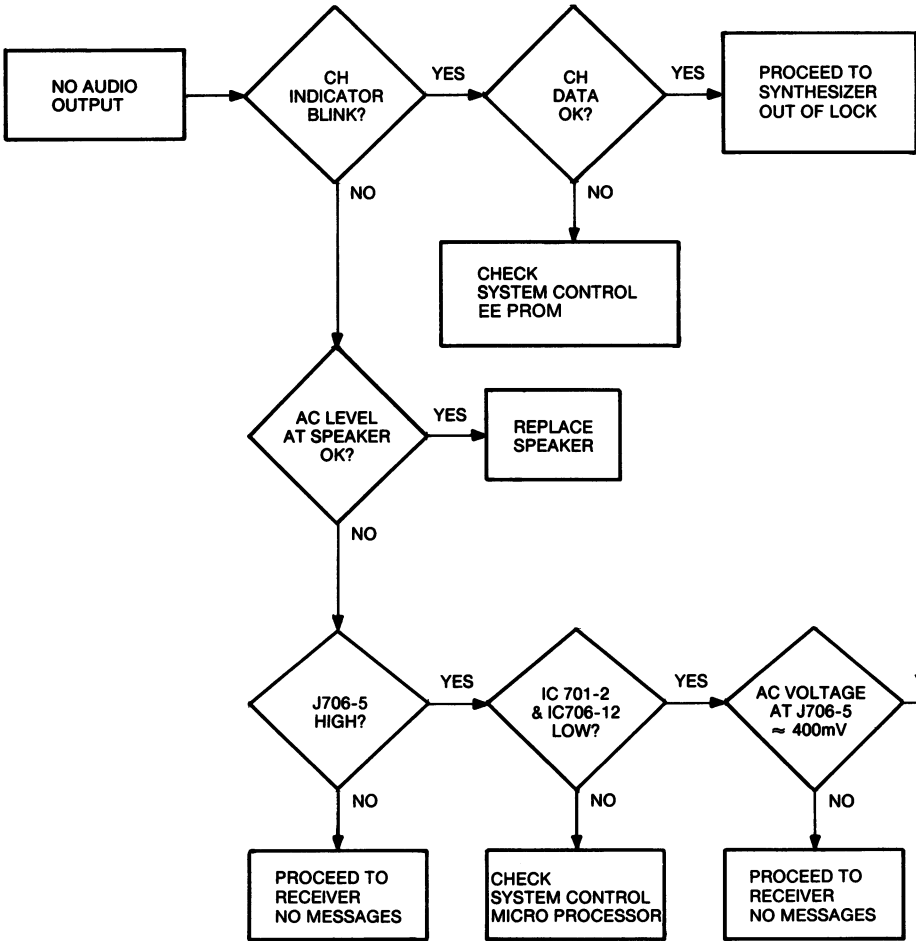 NO AUDIO
OUTPUT
CH
INDICATOR
BLINK?
YES
CH
DATA
OK?
YES
PROCEED TO
SYNTHESIZER
OUT OF LOCK
NO
NO
CHECK
SYSTEM CONTROL
EE PROM
AC LEVEL
AT SPEAKER
OK?
YES
REPLACE
SPEAKER
NO
J706-5
HIGH?
YES
IC 701-2
& IC706-12
LOW?
YES
AC VOLTAGE
AT J706-5
≈ 400mV
NO
NO
NO
PROCEED TO
RECEIVER
NO MESSAGES
CHECK
SYSTEM CONTROL
MICRO PROCESSOR
PROCEED TO
RECEIVER
NO MESSAGES